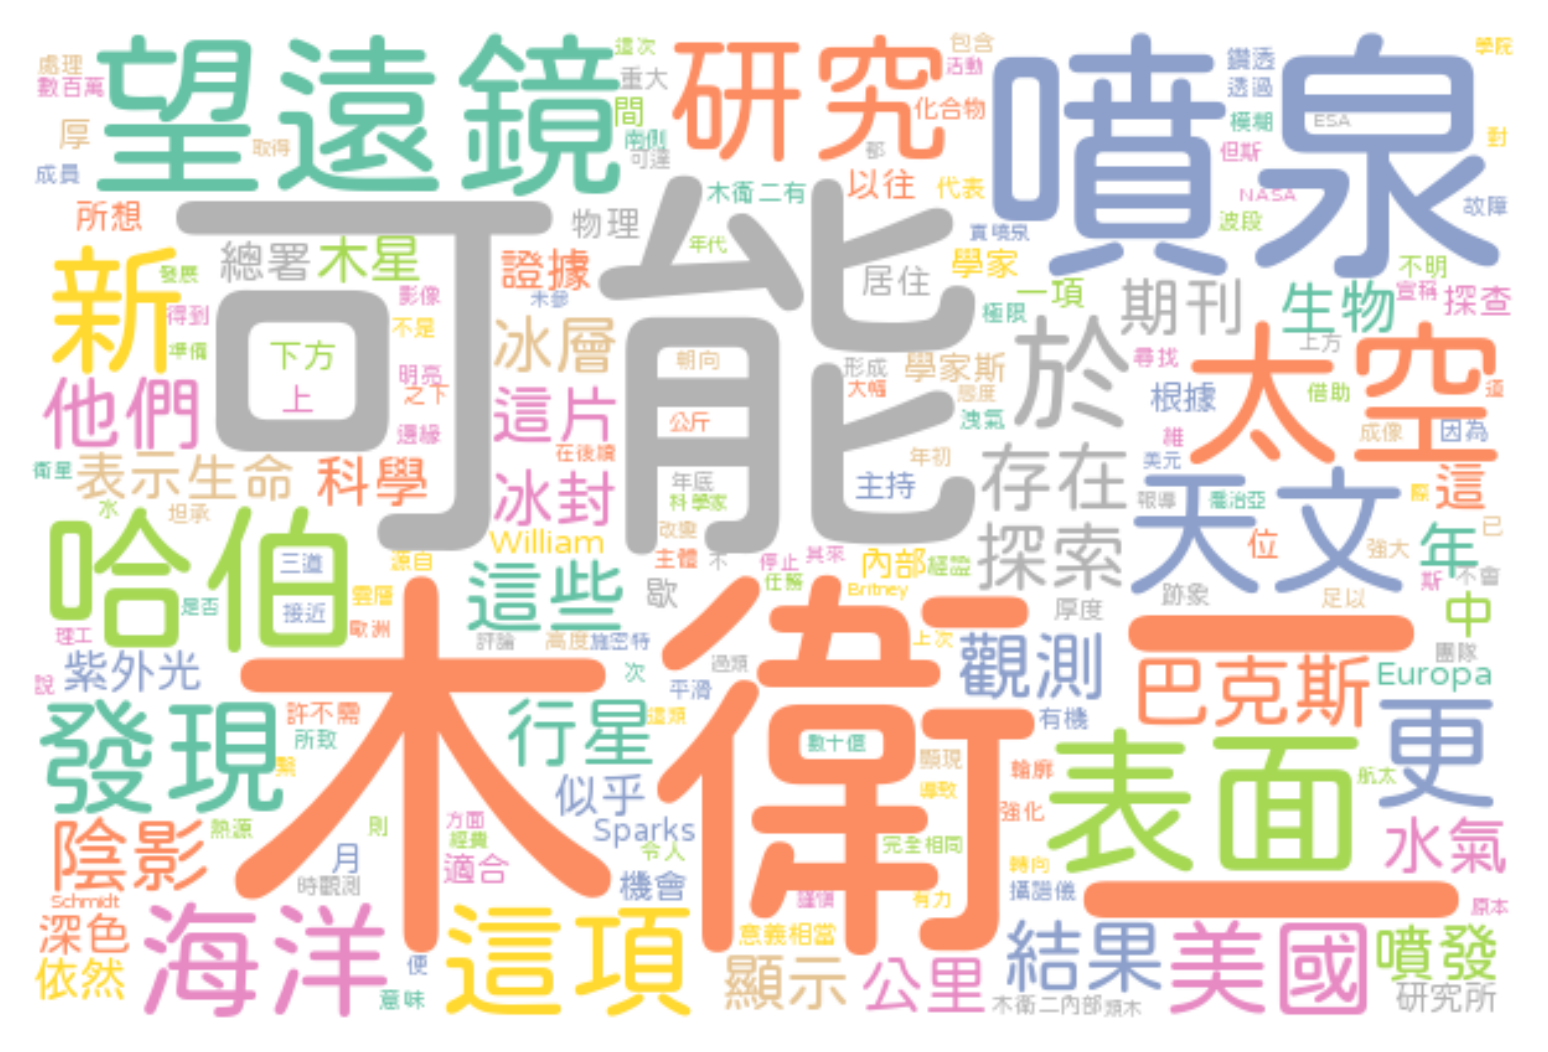 望遠鏡
研究
噴泉
可能
木衛二
新
他們
哈伯
發現
陰影
海洋
這項
太空
天文
表面
更
美國
結果
觀測
巴克斯
於
存在
探索
期刊
生物
探查
冰層
這片
冰封
這些
行星
似乎
Sparks
機會
顯示
公里
水氣
噴發
研究所
Europa
中
年
這
科學
表示生命
紫外光
深色
依然
總署
木星
證據
物理
居住
學家
一項
以往
代表
化合物
活動
包含
處理
數百萬
厚
成員
取得
所想
這次
重大
間
南側
可達
都
木衛二有
鑽透
透過
模糊
ESA
但斯
NASA
波段
學院
對
故障
不明
宣稱
極限
發展
得到
準備
影像
不是
明亮
之下
邊緣
下方
上
年代
朝向
公斤
年底
科學家
改變
在後續
形成
大幅
學家斯
態度
洩氣
年初
主持
尋找
根據
上方
借助
成像
因為
維
美元
報導
喬治亞
位
強大
已
斯
不會
足以
跡象
厚度
團隊
衛星
水
坦承
三道
接近
是否
理工
雲層
歐洲
源自
William
主體
不
歇
停止
任務
其來
內部
經證
Britney
上次
評論
高度
施密特
次
過頻
平滑
這類
有機
說
許不需
所致
熱源
則
月
時觀測
Schmidt
方面
經費
適合
令人
數十億
顯現
導致
輪廓
強化
完全相同
有力
謹慎
意義相當
轉向
攝譜儀
航太
原本
便
意味
木衛二內部
類木